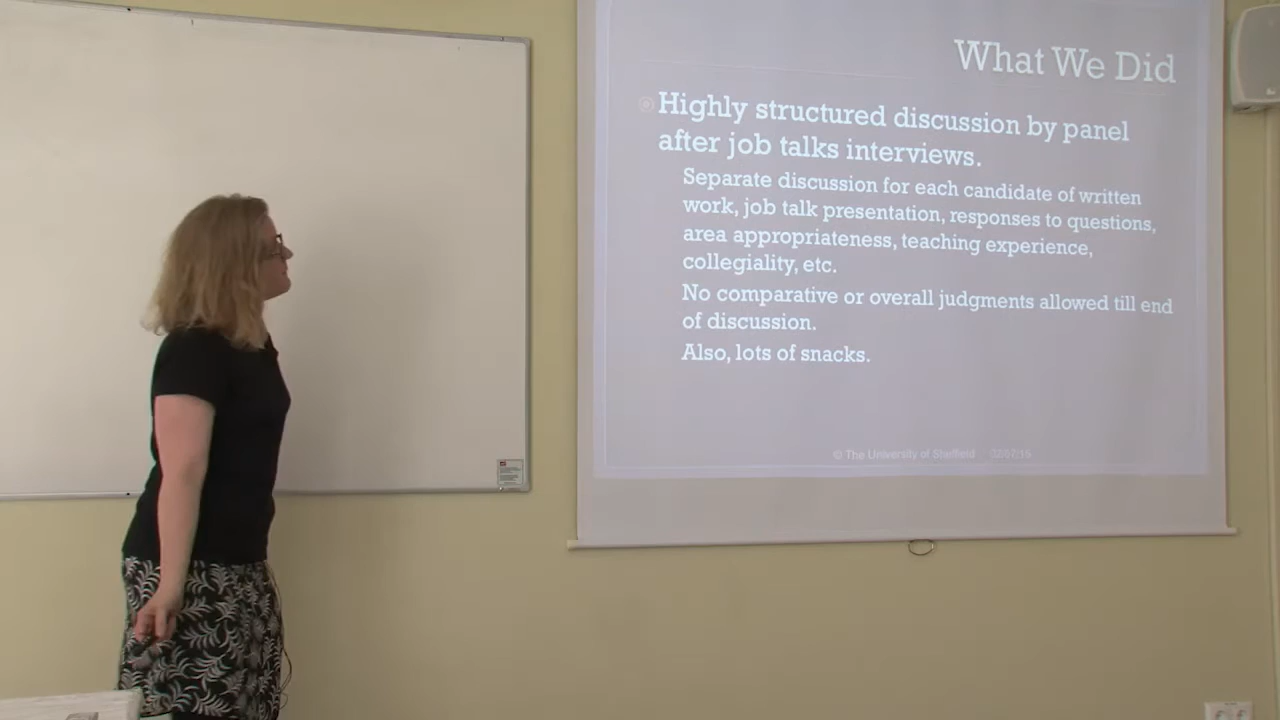 What We Did
Highly structured discussion by panel
after job talks interviews.
Separate discussion for each candidate of written
work, job talk presentation, responses to questions,
area appropriateness, teaching experience,
collegiality, etc.
No comparative or overall judgments allowed till end
of discussion.
Also, lots of snacks.
© The University of